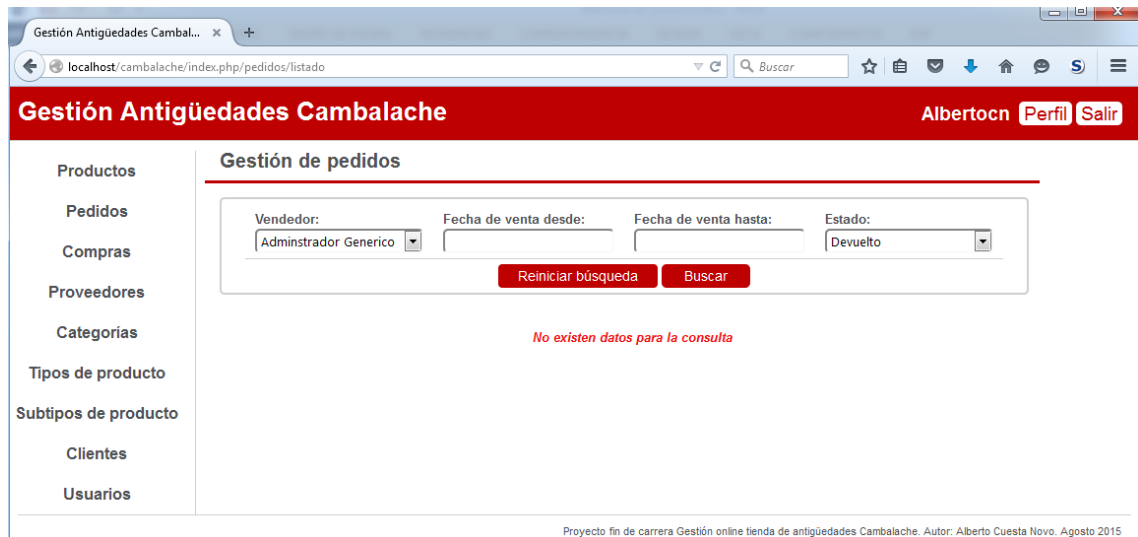 Gestión Antigüedades Cambal...
localhost/cambalache/index.php/pedidos/listado
Buscar
Gestión Antigüedades Cambalache
Albertocn Perfil Salir
Productos
Pedidos
Compras
Proveedores
Categorías
Tipos de producto
Subtipos de producto
Clientes
Usuarios
Gestión de pedidos
Vendedor: Fecha de venta desde: Fecha de venta hasta: Estado:
Adminstrador Generico Devuelto
Reiniciar búsqueda Buscar
No existen datos para la consulta
Proyecto fin de carrera Gestión online tienda de antigüedades Cambalache. Autor: Alberto Cuesta Novo. Agosto 2015